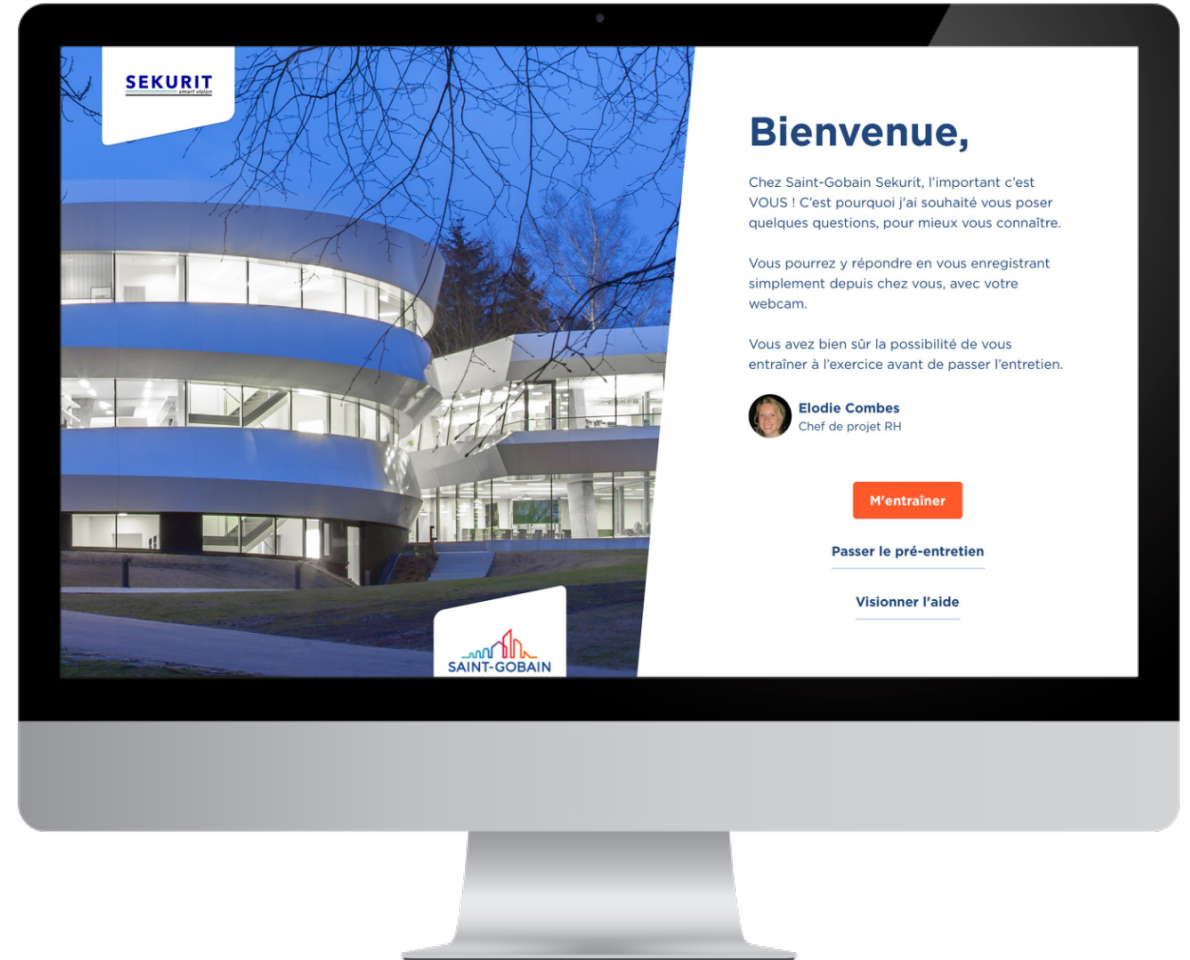 SEKURIT
smart vision
SAINT-GOBAIN
Bienvenue,
Chez Saint-Gobain Sekurit, l'important c'est
VOUS ! C'est pourquoi j'ai souhaité vous poser
quelques questions, pour mieux vous connaître.
Vous pourrez y répondre en vous enregistrant
simplement depuis chez vous, avec votre
webcam.
Vous avez bien sûr la possibilité de vous
entraîner à l'exercice avant de passer l'entretien.
Elodie Combes
Chef de projet RH
M'entraîner
Passer le pré-entretien
Visionner l'aide